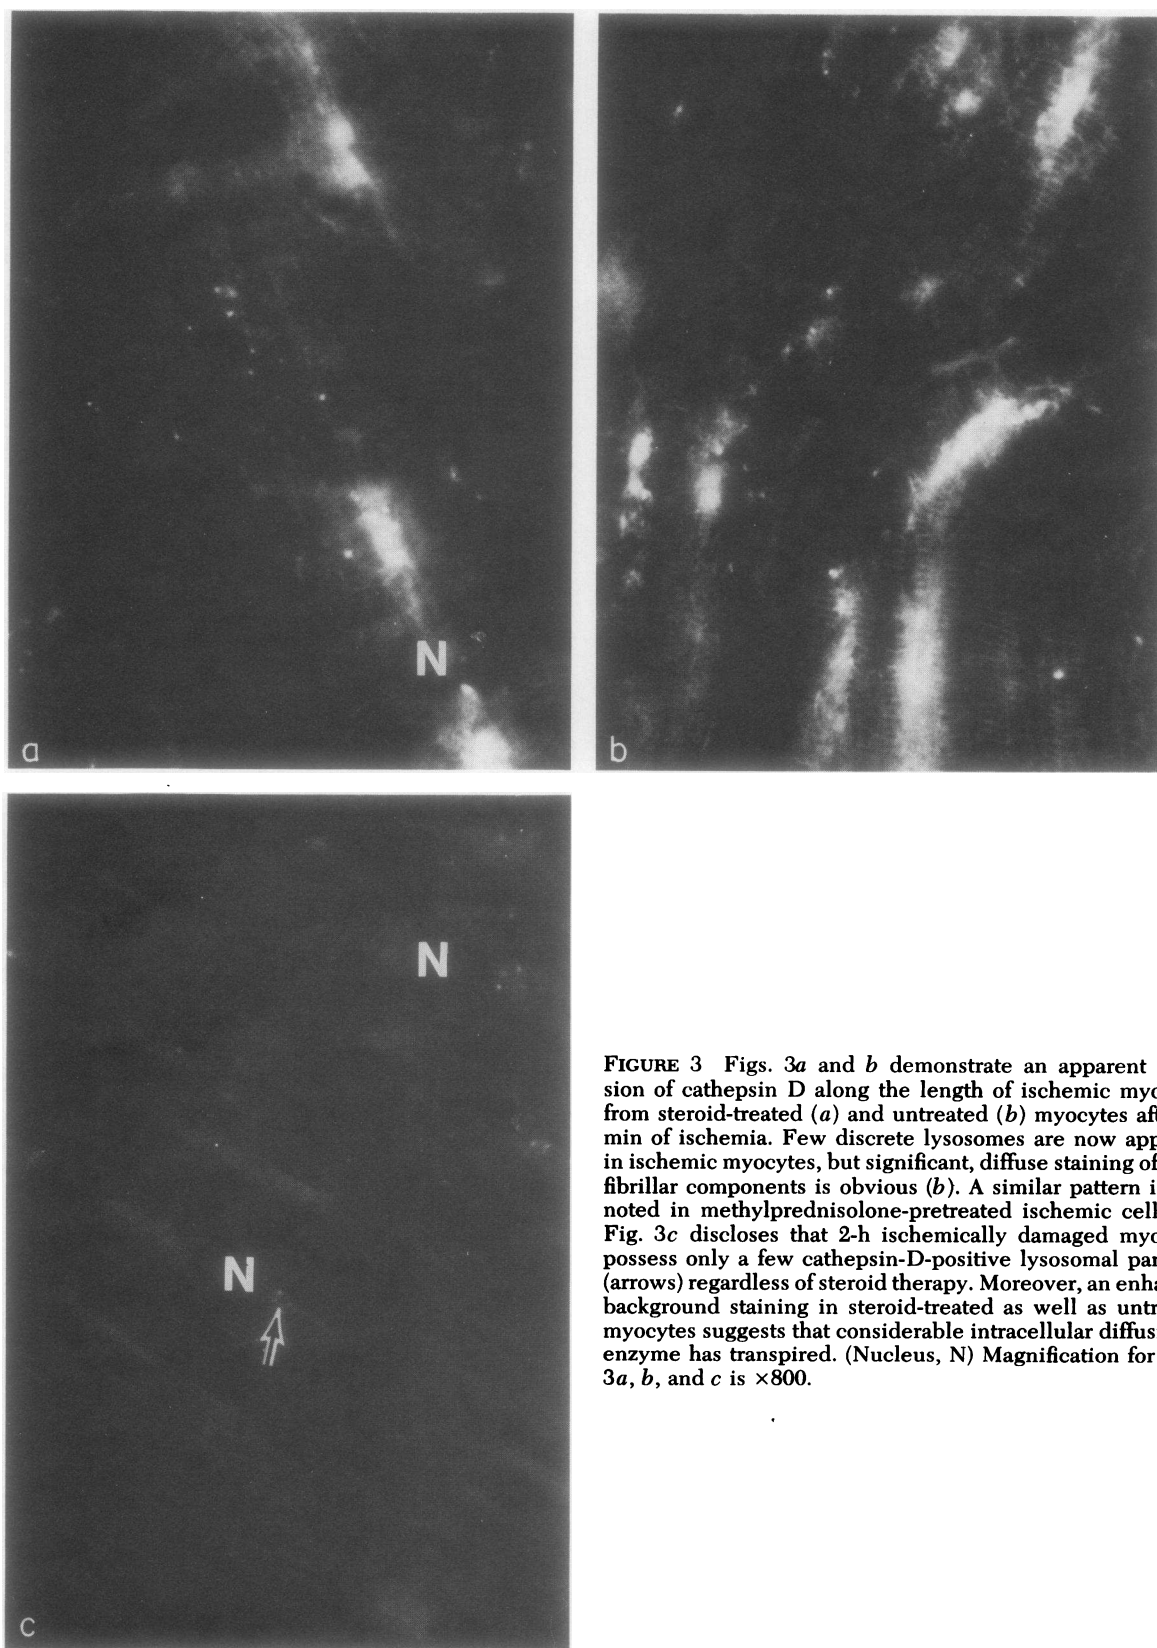 N
a
b
N
N
c
FIGURE 3 Figs. 3a and b demonstrate an apparent
sion of cathepsin D along the length of ischemic myo
from steroid-treated (a) and untreated (b) myocytes af
min of ischemia. Few discrete lysosomes are now app
in ischemic myocytes, but significant, diffuse staining of
fibrillar components is obvious (b). A similar pattern i
noted in methylprednisolone-pretreated ischemic cell
Fig. 3c discloses that 2-h ischemically damaged myo
possess only a few cathepsin-D-positive lysosomal par
(arrows) regardless of steroid therapy. Moreover, an enha
background staining in steroid-treated as well as untr
myocytes suggests that considerable intracellular diffus
enzyme has transpired. (Nucleus, N) Magnification for
3a, b, and c is ×800.